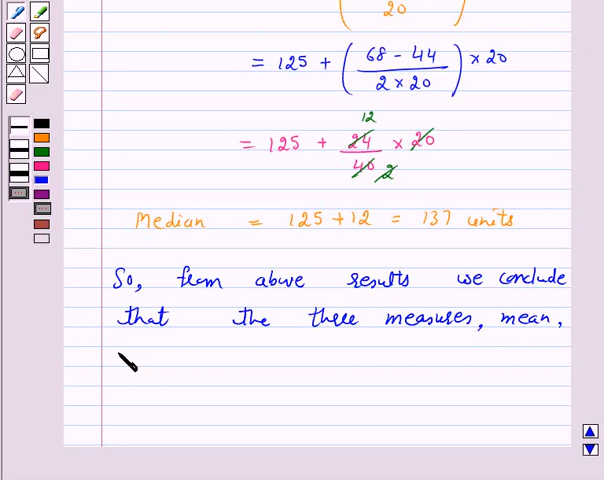 20
= 125 + ( 68 - 44 / 2 × 20 ) × 20
12
= 125 + 24 / 40 × 20
2
Median = 125 + 12 = 137 units
So, from above results we conclude
that the three measures, mean,